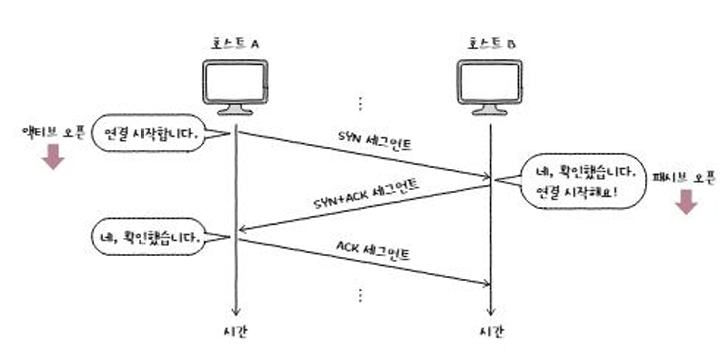 호스트 A
호스트 B
액티브 오픈
연결 시작합니다.
SYN 세그먼트
네, 확인했습니다.
연결 시작해요!
패시브 오픈
SYN+ACK 세그먼트
네, 확인했습니다.
ACK 세그먼트
시간
시간